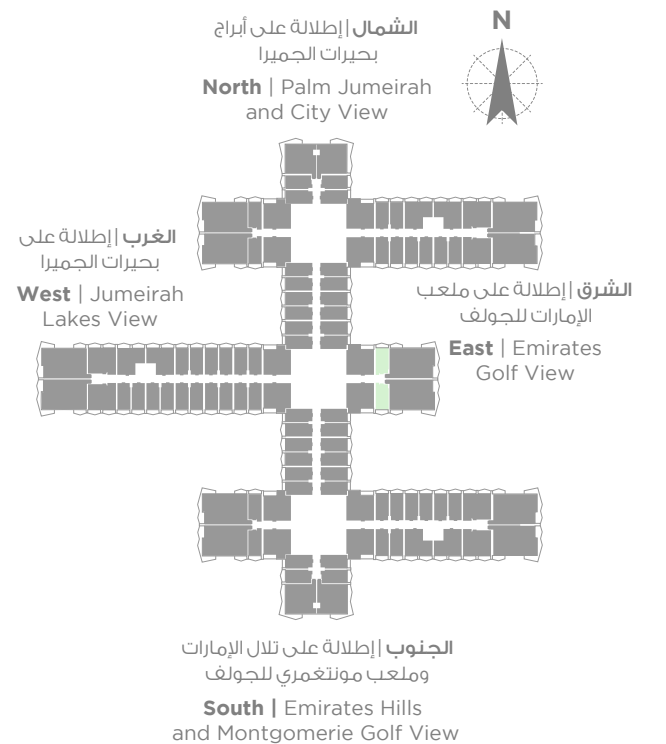 الشمال | إطلالة على أبراج
بحيرات الجميرا
North | Palm Jumeirah
and City View
N
الغرب | إطلالة على
بحيرات الجميرا
West | Jumeirah
Lakes View
الشرق | إطلالة على ملعب
الإمارات للجولف
East | Emirates
Golf View
الجنوب | إطلالة على تلال الإمارات
وملعب مونتغمري للجولف
South | Emirates Hills
and Montgomerie Golf View